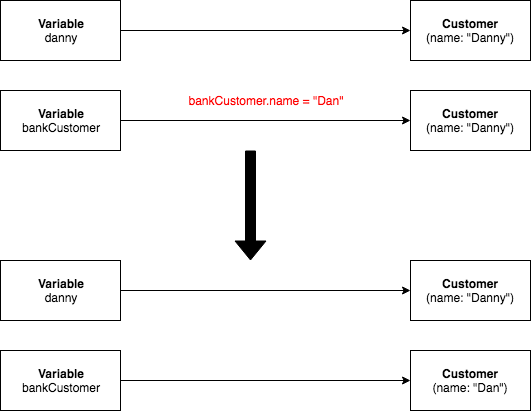 Variable
danny
Customer
(name: "Danny")
bankCustomer.name = "Dan"
Variable
bankCustomer
Customer
(name: "Danny")
Variable
danny
Customer
(name: "Danny")
Variable
bankCustomer
Customer
(name: "Dan")